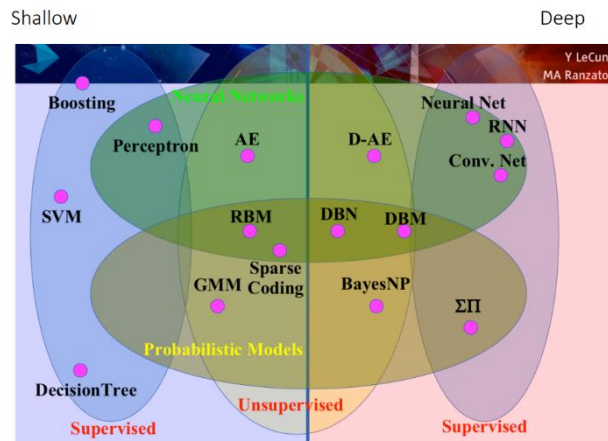 Shallow
Deep
Y LeCun
MA Ranzato
Boosting
Neural Networks
Neural Net
RNN
Perceptron
AE
D-AE
Conv. Net
SVM
RBM
DBN
DBM
Sparse
Coding
GMM
BayesNP
ΣΠ
Probabilistic Models
DecisionTree
Unsupervised
Supervised
Supervised